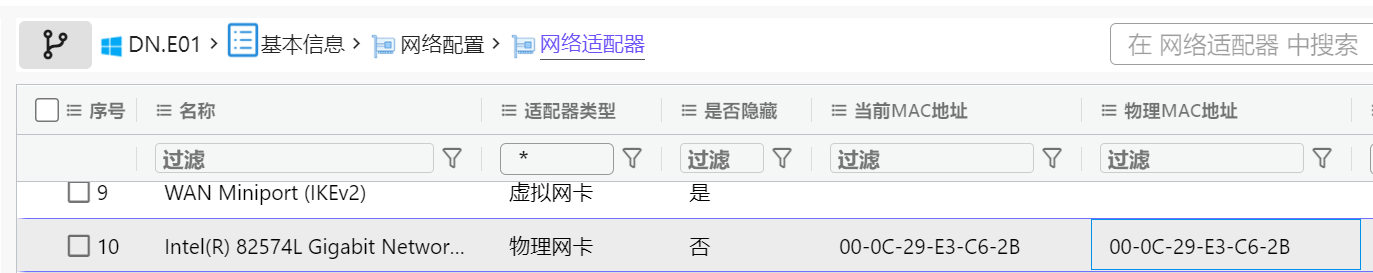 DN.E01 > 基本信息 > 网络配置 > 网络适配器 在 网络适配器 中搜索
序号 名称 适配器类型 是否隐藏 当前MAC地址 物理MAC地址
过滤 * 过滤 过滤 过滤
9 WAN Miniport (IKEv2) 虚拟网卡 是
10 Intel(R) 82574L Gigabit Networ... 物理网卡 否 00-0C-29-E3-C6-2B 00-0C-29-E3-C6-2B